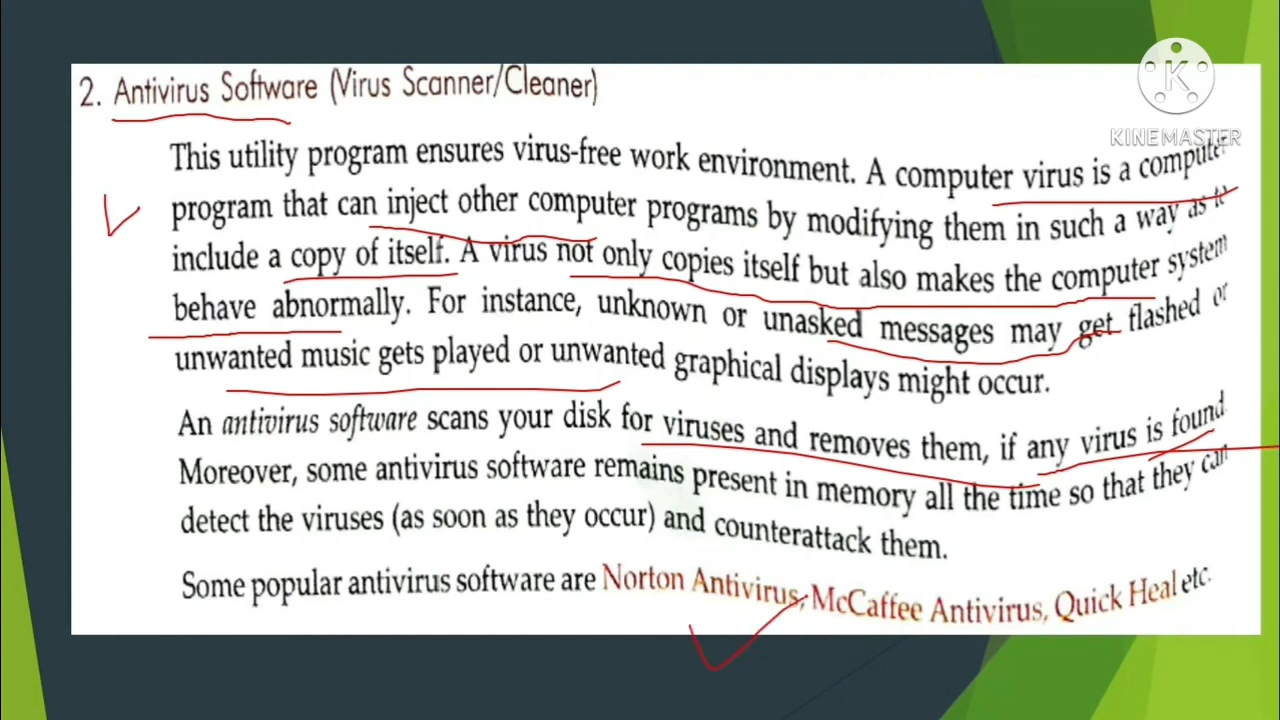 2. Antivirus Software (Virus Scanner/Cleaner)
K
KINEMASTER
This utility program ensures virus-free work environment. A computer virus is a computer
program that can inject other computer programs by modifying them in such a way as it
include a copy of itself. A virus not only copies itself but also makes the computer system
behave abnormally. For instance, unknown or unasked messages may get flashed or
unwanted music gets played or unwanted graphical displays might occur.
An antivirus software scans your disk for viruses and removes them, if any virus is found.
Moreover, some antivirus software remains present in memory all the time so that they can
detect the viruses (as soon as they occur) and counterattack them.
Some popular antivirus software are Norton Antivirus, McCaffee Antivirus, Quick Heal etc.